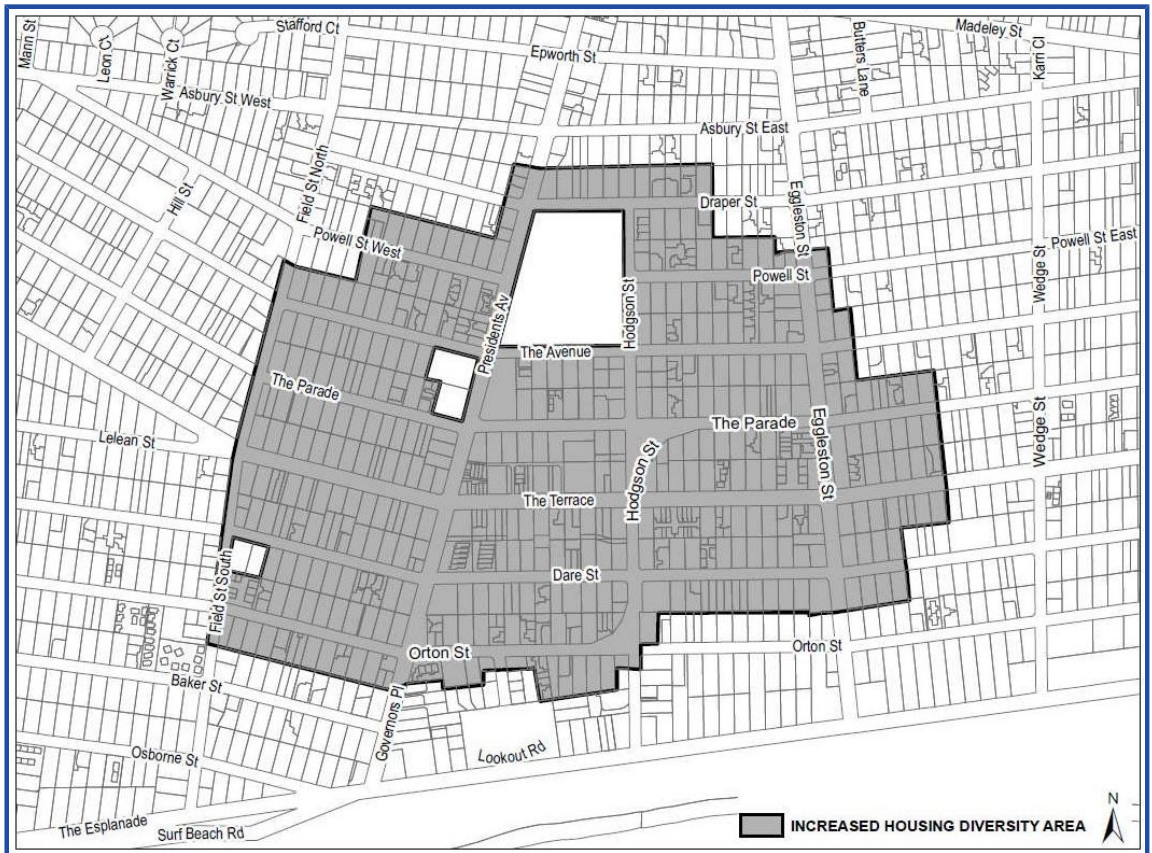 Mann St
Leon Ct
Warrick Ct
Stafford Ct
Epworth St
Butters Lane
Madeley St
Karri Cl
Asbury St West
Asbury St East
Hill St
Field St North
Powell St West
Draper St
Eggleston St
Powell St
Wedge St
Powell St East
Presidents Av
Hodgson St
The Avenue
The Parade
The Parade
Lelean St
Hodgson St
Eggleston St
Wedge St
The Terrace
Field St South
Dare St
Orton St
Orton St
Baker St
Governors Pl
Osborne St
Lookout Rd
The Esplanade
Surf Beach Rd
INCREASED HOUSING DIVERSITY AREA
N